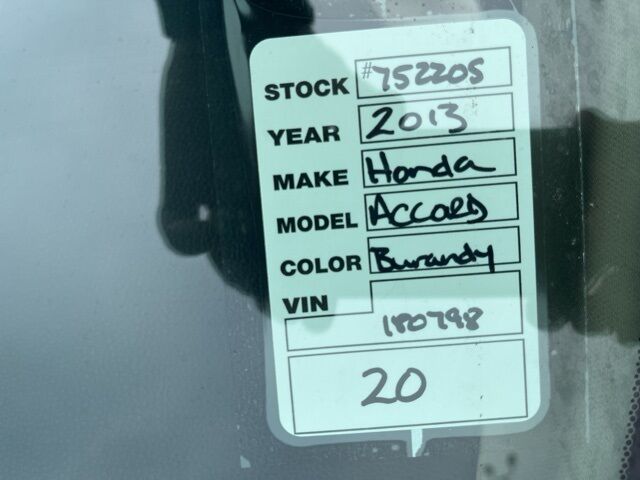 STOCK #752205
YEAR 2013
MAKE Honda
MODEL ACCORD
COLOR Burandy
VIN
180798
20